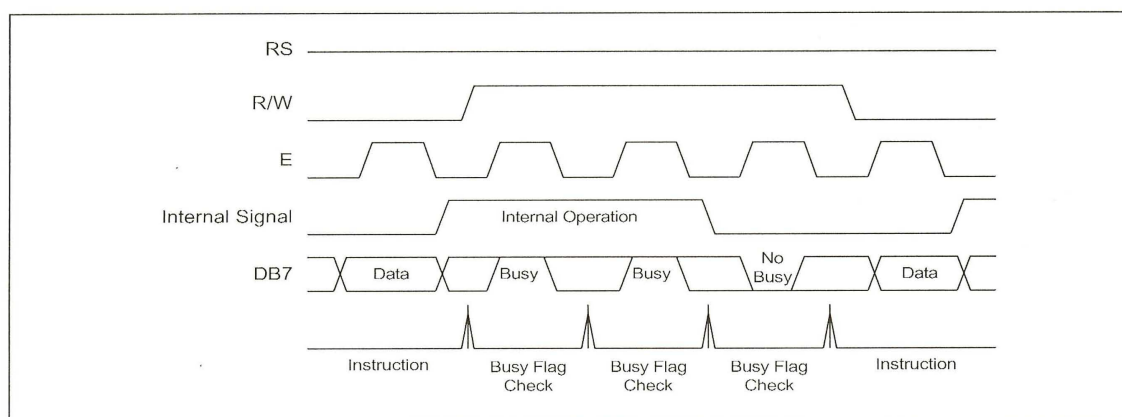 RS
R/W
E
Internal Signal
Internal Operation
DB7
Data
Busy
Busy
No
Busy
Data
Instruction
Busy Flag
Check
Busy Flag
Check
Busy Flag
Check
Instruction